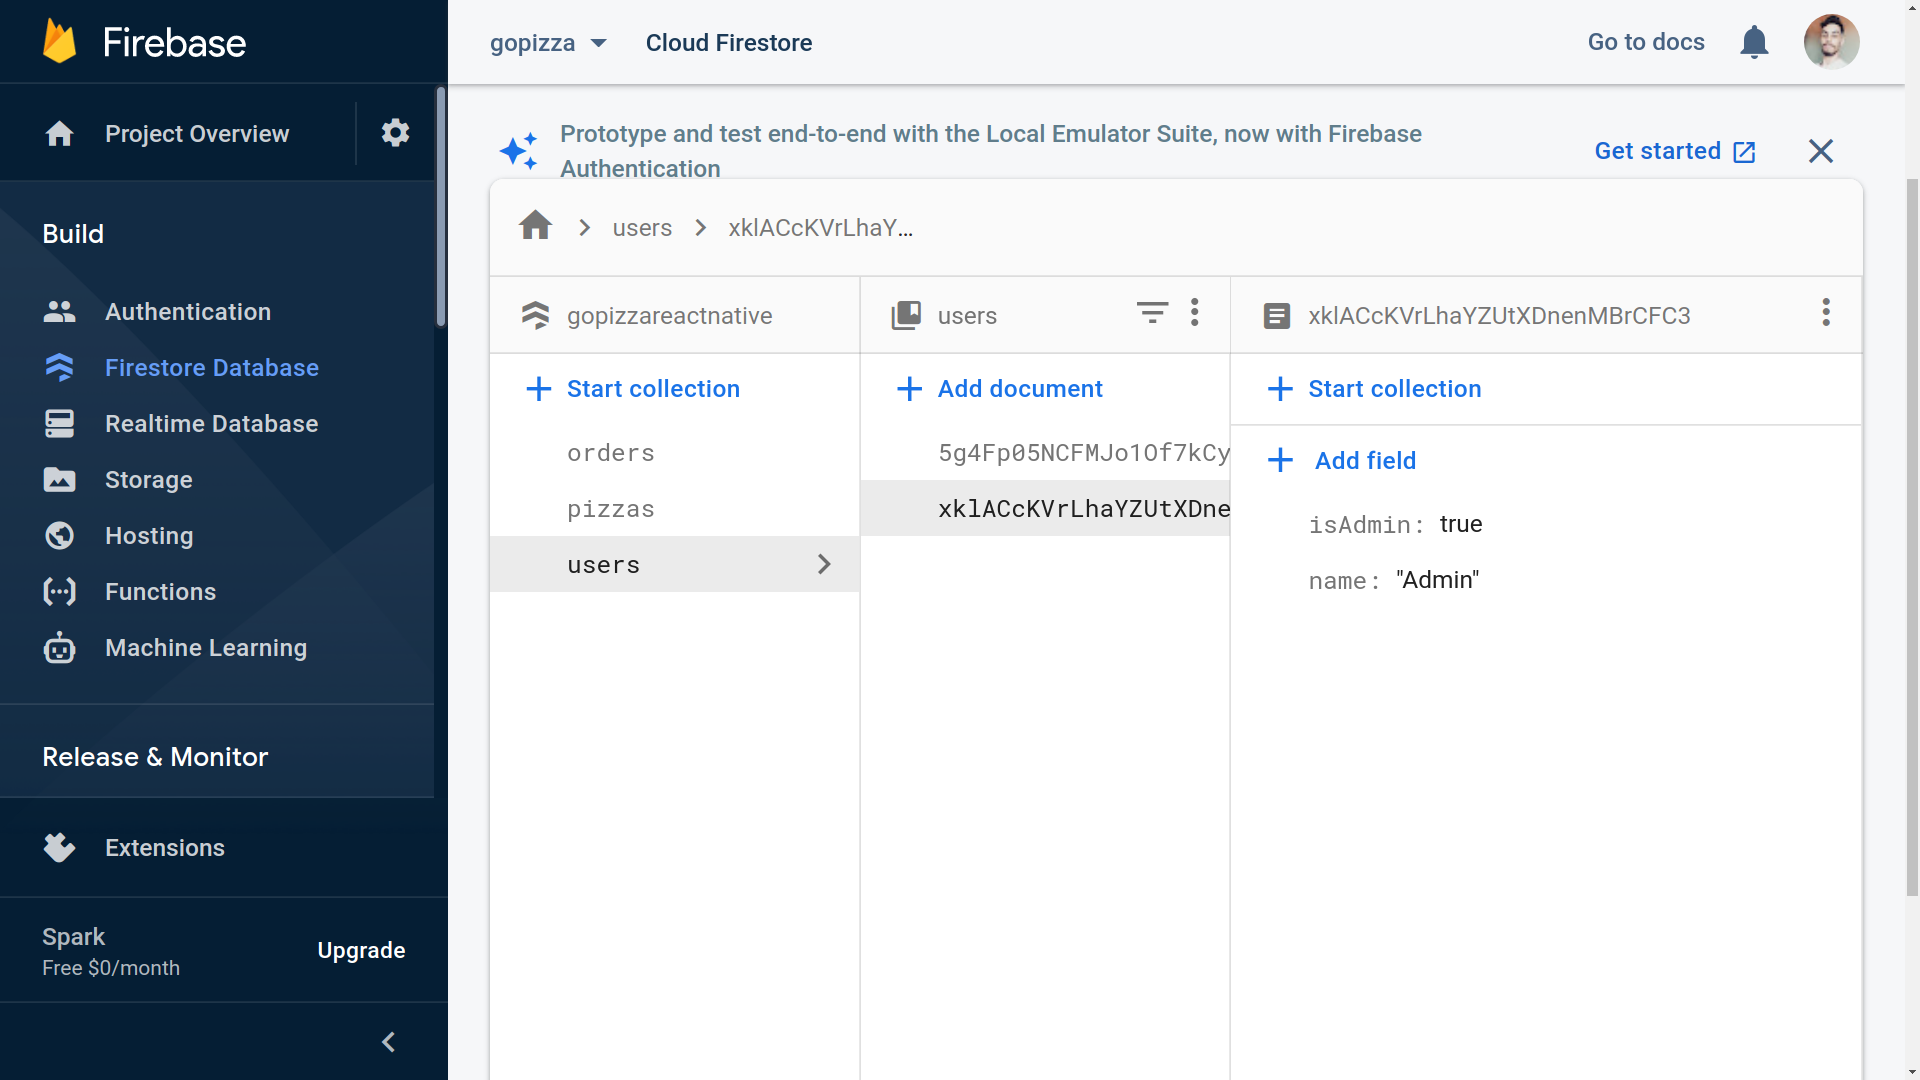 Firebase
gopizza
Cloud Firestore
Go to docs
Project Overview
Prototype and test end-to-end with the Local Emulator Suite, now with Firebase
Authentication
Get started
Build
Authentication
Firestore Database
Realtime Database
Storage
Hosting
Functions
Machine Learning
Release & Monitor
Extensions
Spark
Free $0/month
Upgrade
users
xklACcKVrLhaY...
gopizzareactnative
Start collection
orders
pizzas
users
users
Add document
5g4Fp05NCFMJo1Of7kCy
xklACcKVrLhaYZUtXDne
xklACcKVrLhaYZUtXDnenMBrCFC3
Start collection
Add field
isAdmin: true
name: "Admin"